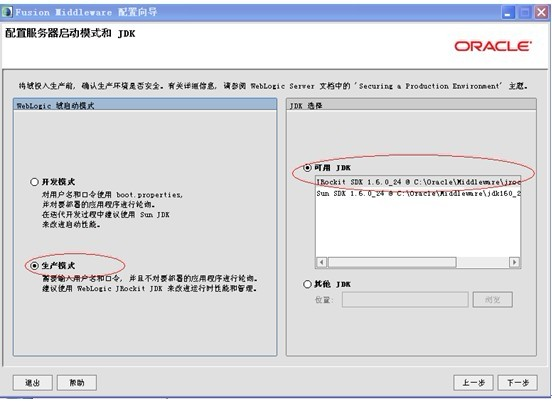 Fusion Middleware 配置向导
配置服务器启动模式和 JDK
ORACLE
将域投入生产前, 确认生产环境是否安全。有关详细信息, 请参阅 WebLogic Server 文档中的 'Securing a Production Environment' 主题。
WebLogic 域启动模式
开发模式
对用户名和口令使用 boot.properties,
并对要部署的应用程序进行轮询。
在迭代开发过程中建议使用 Sun JDK
来改进启动性能。
生产模式
需要输入用户名和口令, 并且不对要部署的应用程序进行轮询。
建议使用 WebLogic JRockit JDK 来改进运行时性能和管理。
JDK 选择
可用 JDK
JRockit SDK 1.6.0_24 @ C:\Oracle\Middleware\jroc
Sun SDK 1.6.0_24 @ C:\Oracle\Middleware\jdk160_2
其他 JDK
位置:
浏览
退出
帮助
上一步
下一步